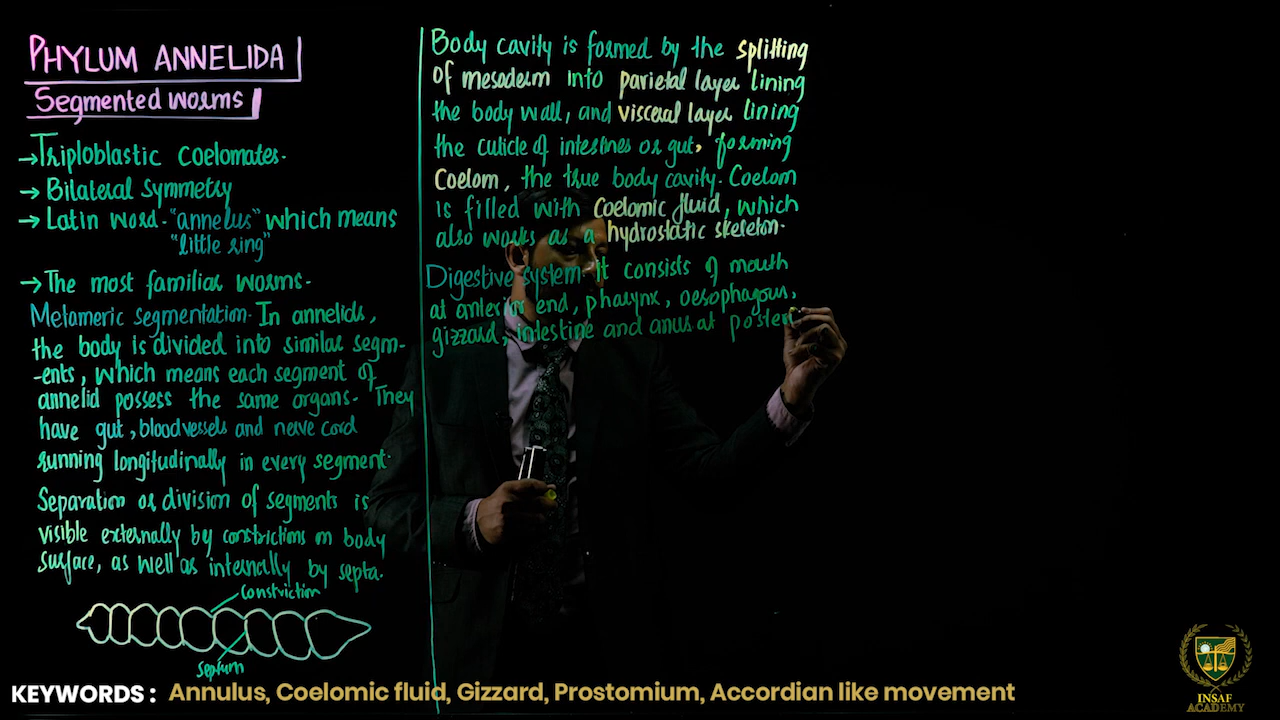 PHYLUM ANNELIDA
Segmented worms
→Triploblastic coelomates.
→ Bilateral symmetry
→ Latin word. "annelus" which means
"little ring"
→ The most familiar worms.
Metameric segmentation. In annelids,
the body is divided into similar segm-
-ents, which means each segment of
annelid possess the same organs. They
have gut, blood vessels and nerve cord
running longitudinally in every segment.
Separation or division of segments is
visible externally by constrictions on body
surface, as well as internally by septa.
Constriction
Septum
Body cavity is formed by the splitting
of mesoderm into parietal layer lining
the body wall, and visceral layer lining
the cuticle of intestines or gut, forming
Coelom, the true body cavity. Coelom
is filled with Coelomic fluid, which
also works as a hydrostatic skeleton.
Digestive system. It consists of mouth
at anterior end, pharynx, oesophagous,
gizzard, intestine and anus at poster
KEYWORDS : Annulus, Coelomic fluid, Gizzard, Prostomium, Accordian like movement
INSAF
ACADEMY